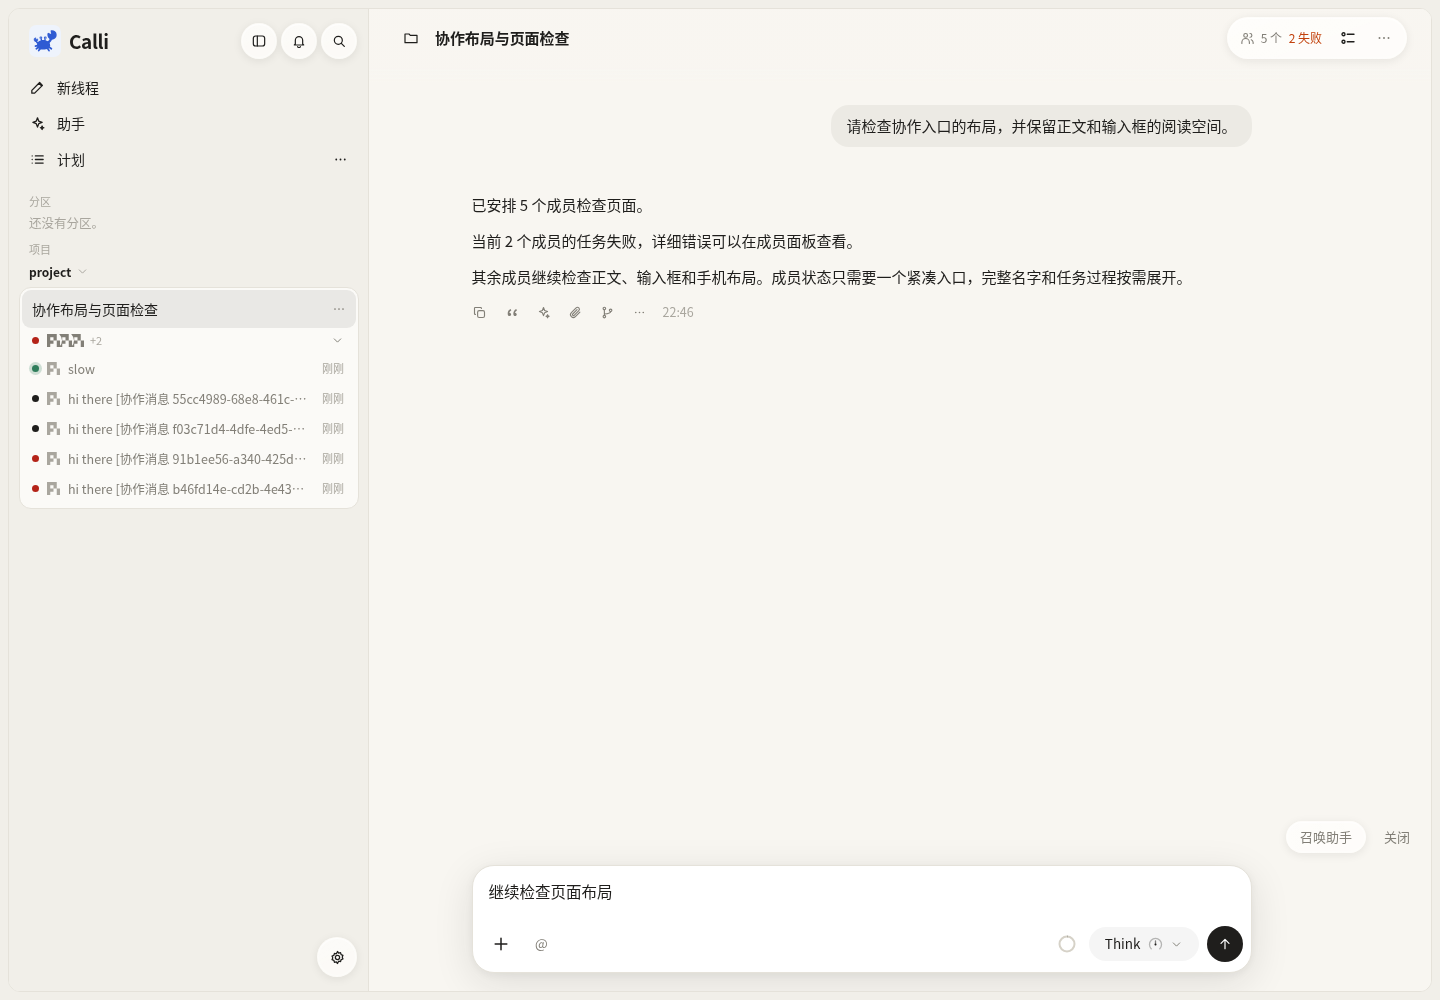 Calli
新线程
助手
计划
分区
还没有分区。
项目
project
协作布局与页面检查
+2
slow 刚刚
hi there [协作消息 55cc4989-68e8-461c-··· 刚刚
hi there [协作消息 f03c71d4-4dfe-4ed5-··· 刚刚
hi there [协作消息 91b1ee56-a340-425d··· 刚刚
hi there [协作消息 b46fd14e-cd2b-4e43··· 刚刚
协作布局与页面检查
5 个 2 失败
请检查协作入口的布局，并保留正文和输入框的阅读空间。
已安排 5 个成员检查页面。
当前 2 个成员的任务失败，详细错误可以在成员面板查看。
其余成员继续检查正文、输入框和手机布局。成员状态只需要一个紧凑入口，完整名字和任务过程按需展开。
22:46
召唤助手 关闭
继续检查页面布局
@ Think